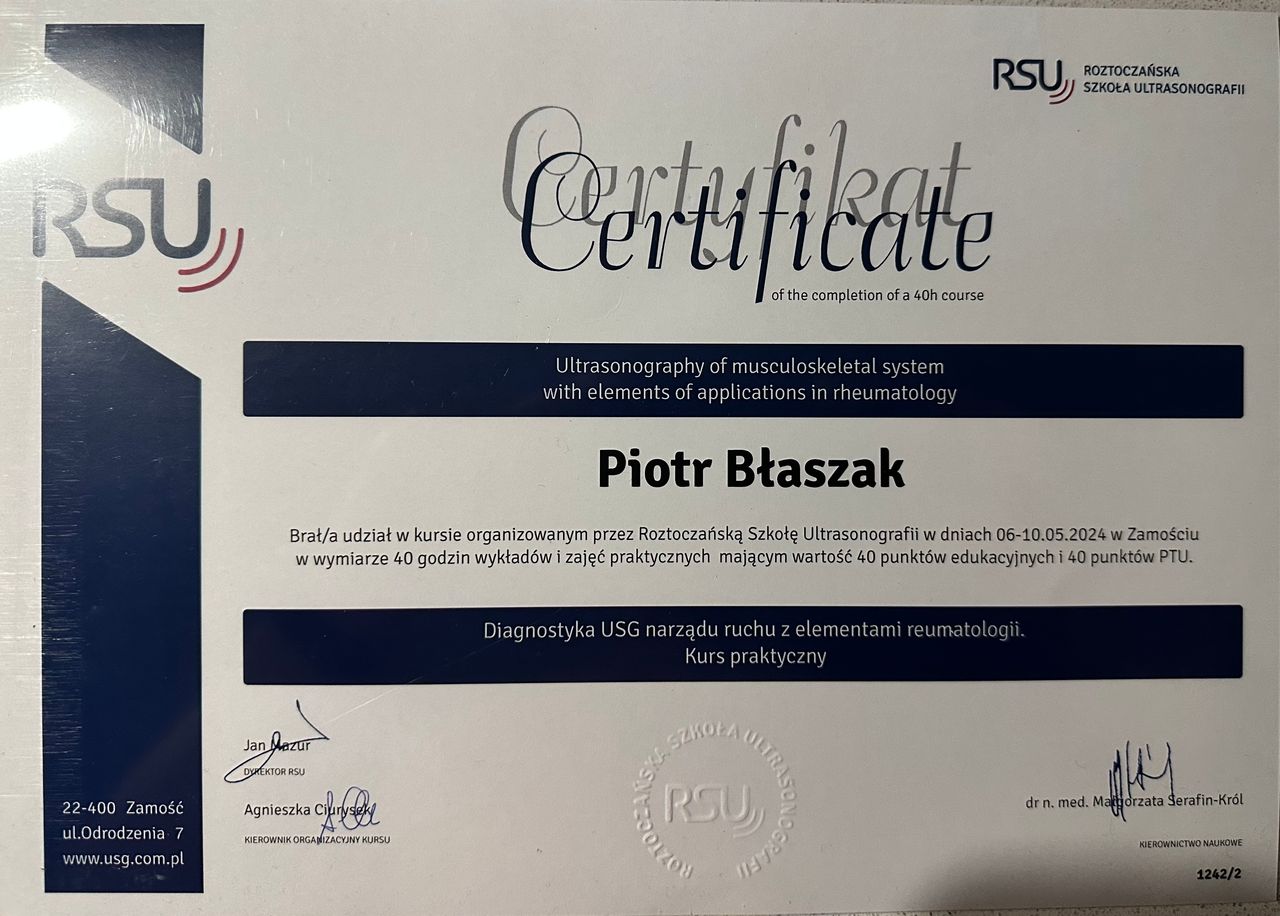 RSU
ROZTOCZAŃSKA
SZKOŁA ULTRASONOGRAFII
RSU
Certyfikat
Certificate
of the completion of a 40h course
Ultrasonography of musculoskeletal system
with elements of applications in rheumatology
Piotr Błaszak
Brał/a udział w kursie organizowanym przez Roztoczańską Szkołę Ultrasonografii w dniach 06-10.05.2024 w Zamościu
w wymiarze 40 godzin wykładów i zajęć praktycznych mającym wartość 40 punktów edukacyjnych i 40 punktów PTU.
Diagnostyka USG narządu ruchu z elementami reumatologii.
Kurs praktyczny
Jan Mazur
DYREKTOR RSU
Agnieszka Ciurysek
KIEROWNIK ORGANIZACYJNY KURSU
ROZTOCZAŃSKA SZKOŁA ULTRASONOGRAFII
RSU
dr n. med. Małgorzata Serafin-Król
KIEROWNICTWO NAUKOWE
1242/2
22-400 Zamość
ul.Odrodzenia 7
www.usg.com.pl